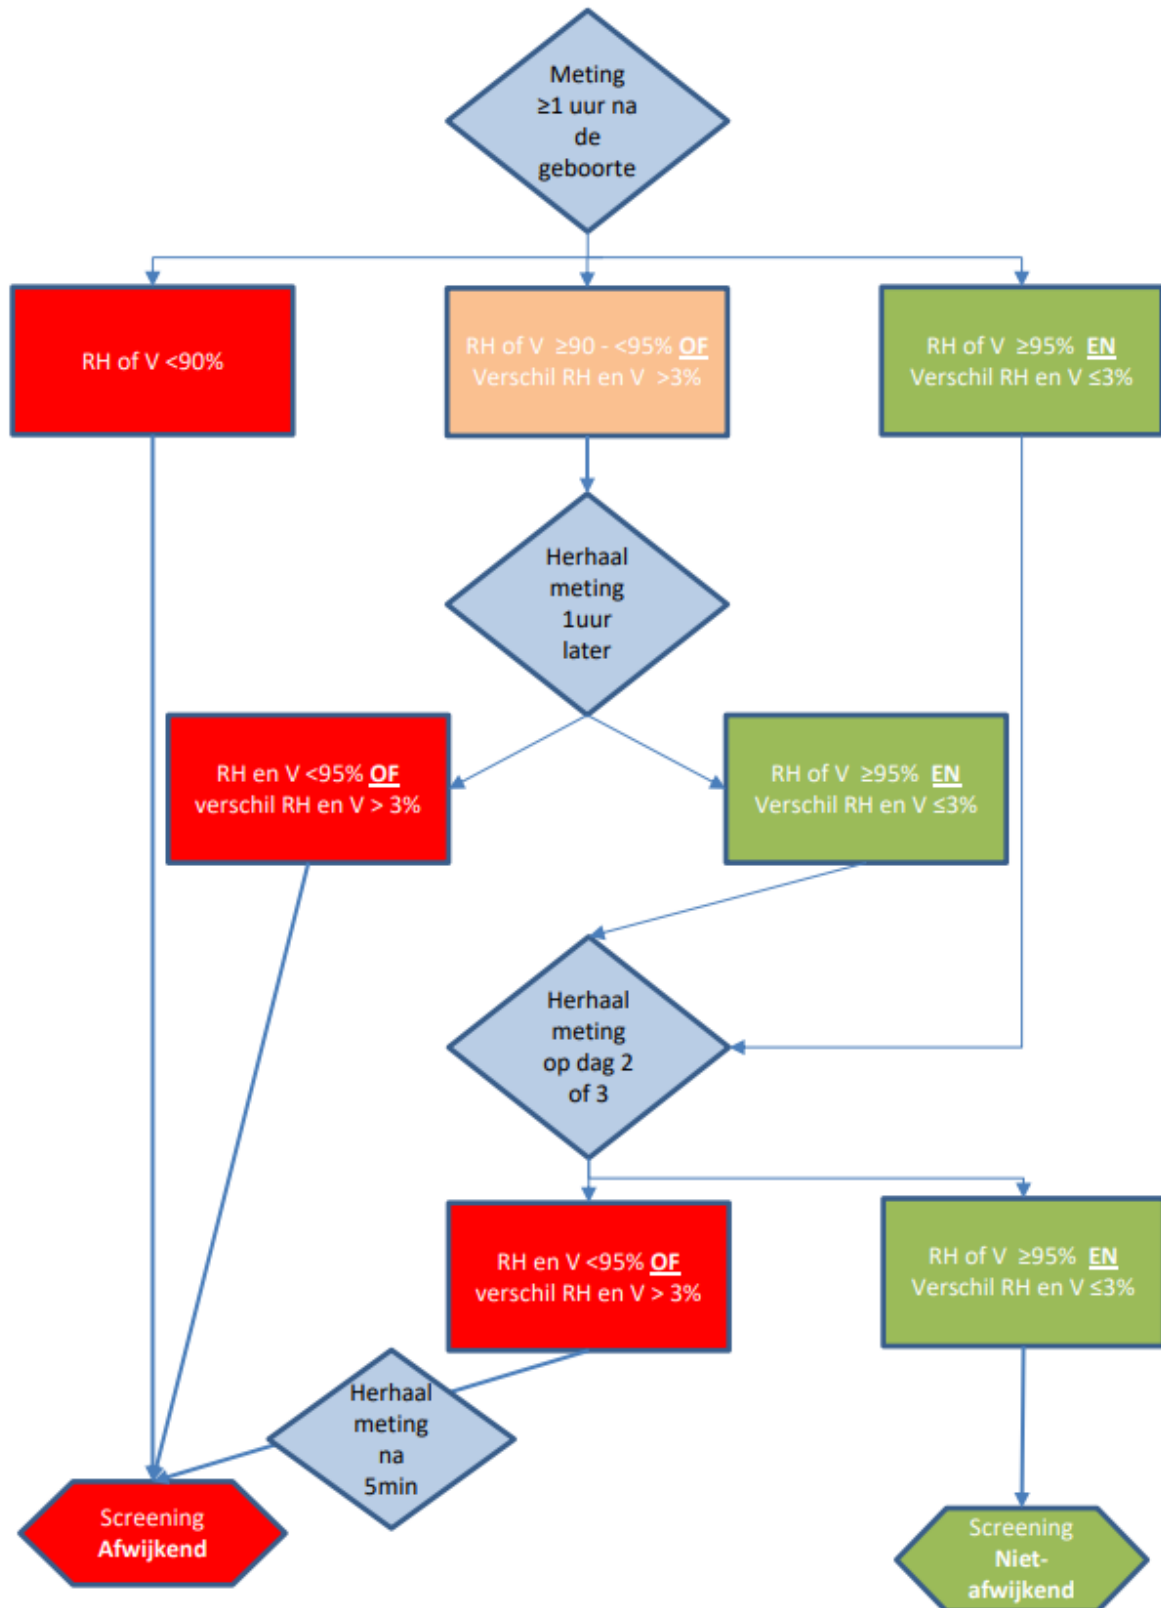 Meting
≥1 uur na
de
geboorte
RH of V <90%
RH of V ≥90 - <95% OF
Verschil RH en V >3%
RH of V ≥95% EN
Verschil RH en V ≤3%
Herhaal
meting
1uur
later
RH en V <95% OF
verschil RH en V > 3%
RH of V ≥95% EN
Verschil RH en V ≤3%
Herhaal
meting
op dag 2
of 3
RH en V <95% OF
verschil RH en V > 3%
RH of V ≥95% EN
Verschil RH en V ≤3%
Herhaal
meting
na
5min
Screening
Afwijkend
Screening
Niet-
afwijkend